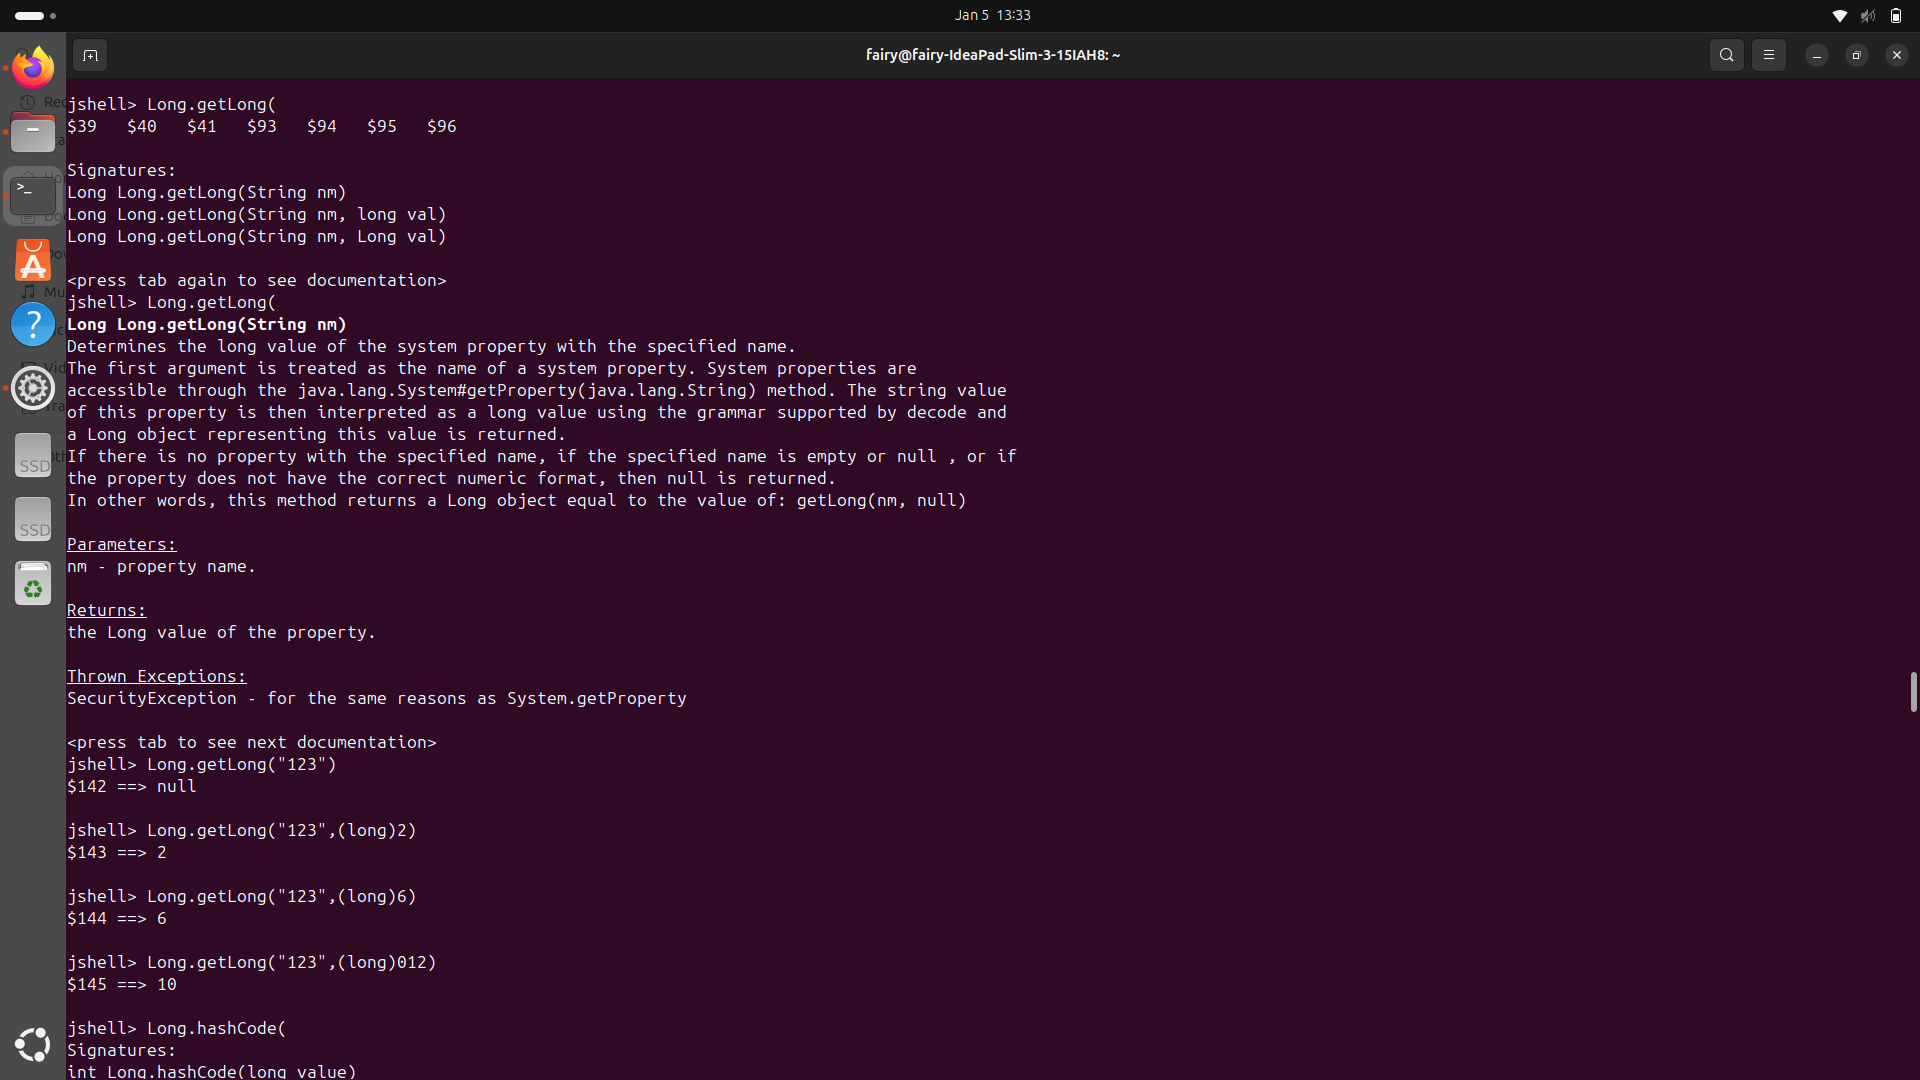 Jan 5 13:33
fairy@fairy-IdeaPad-Slim-3-15IAH8: ~
jshell> Long.getLong(
$39 $40 $41 $93 $94 $95 $96
Signatures:
Long Long.getLong(String nm)
Long Long.getLong(String nm, long val)
Long Long.getLong(String nm, Long val)
<press tab again to see documentation>
jshell> Long.getLong(
Long Long.getLong(String nm)
Determines the long value of the system property with the specified name.
The first argument is treated as the name of a system property. System properties are
accessible through the java.lang.System#getProperty(java.lang.String) method. The string value
of this property is then interpreted as a long value using the grammar supported by decode and
a Long object representing this value is returned.
If there is no property with the specified name, if the specified name is empty or null , or if
the property does not have the correct numeric format, then null is returned.
In other words, this method returns a Long object equal to the value of: getLong(nm, null)
Parameters:
nm - property name.
Returns:
the Long value of the property.
Thrown Exceptions:
SecurityException - for the same reasons as System.getProperty
<press tab to see next documentation>
jshell> Long.getLong("123")
$142 ==> null
jshell> Long.getLong("123",(long)2)
$143 ==> 2
jshell> Long.getLong("123",(long)6)
$144 ==> 6
jshell> Long.getLong("123",(long)012)
$145 ==> 10
jshell> Long.hashCode(
Signatures:
int Long.hashCode(long value)
SSD
SSD